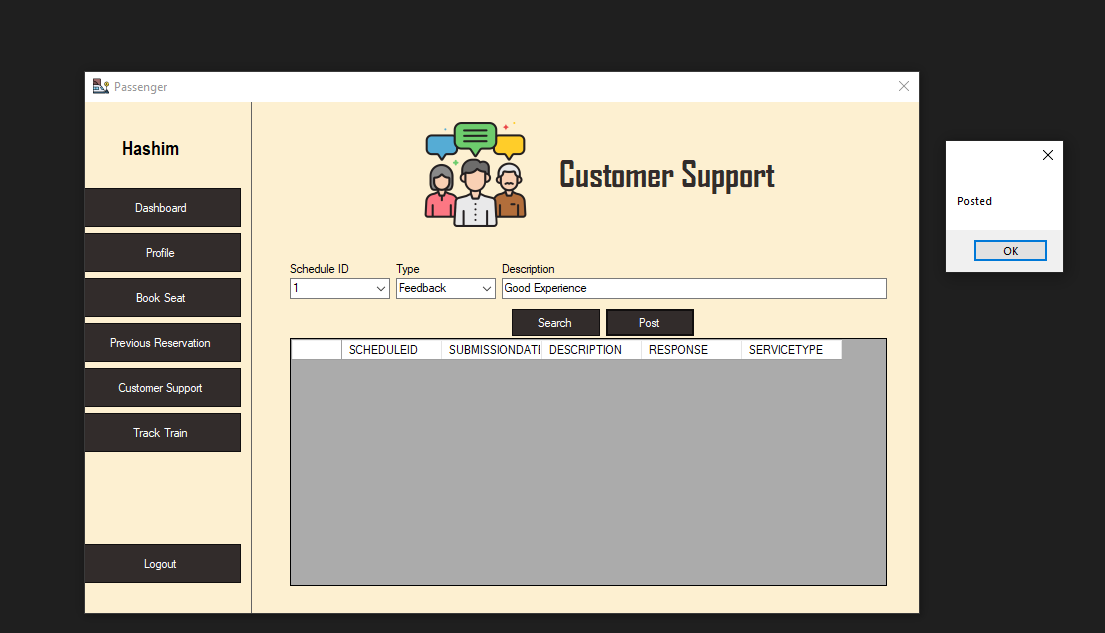 Passenger
Hashim
Dashboard
Profile
Book Seat
Previous Reservation
Customer Support
Track Train
Logout
Customer Support
Schedule ID Type Description
1 Feedback Good Experience
Search Post
SCHEDULEID SUBMISSIONDATI DESCRIPTION RESPONSE SERVICETYPE
Posted
OK